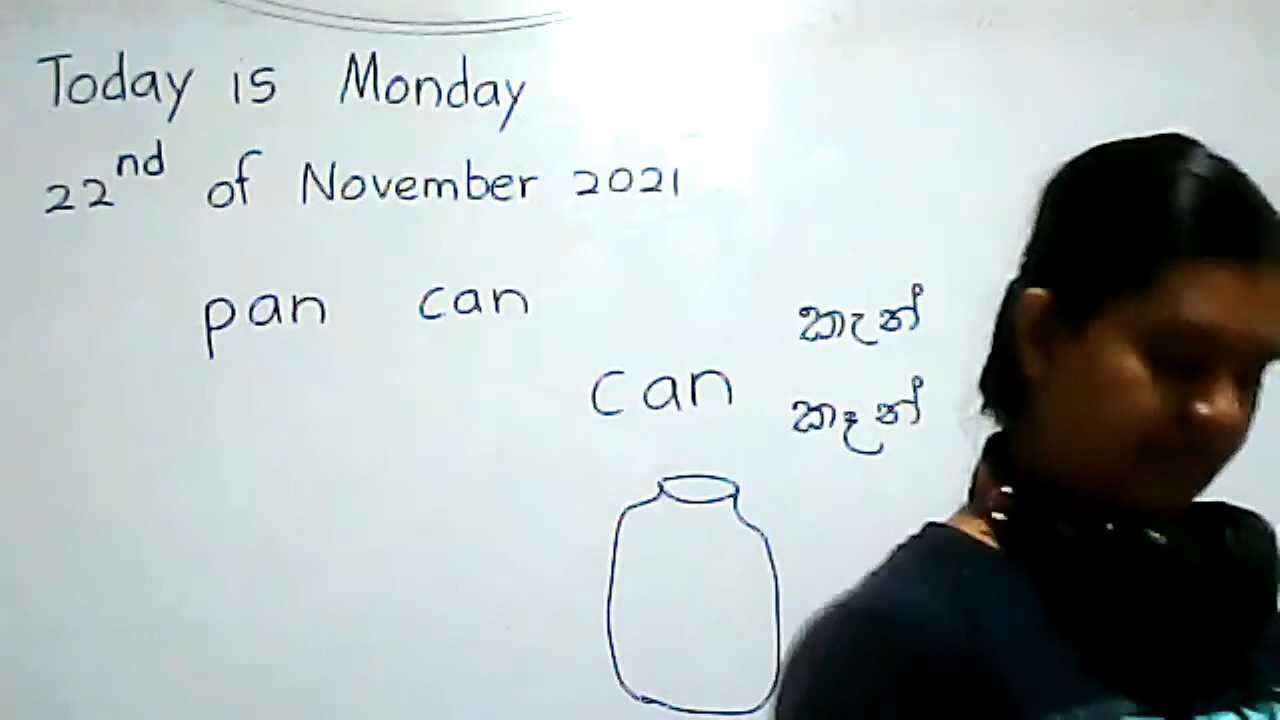 Today is Monday
22nd of November 2021
pan can
can කැන්
කෑන්